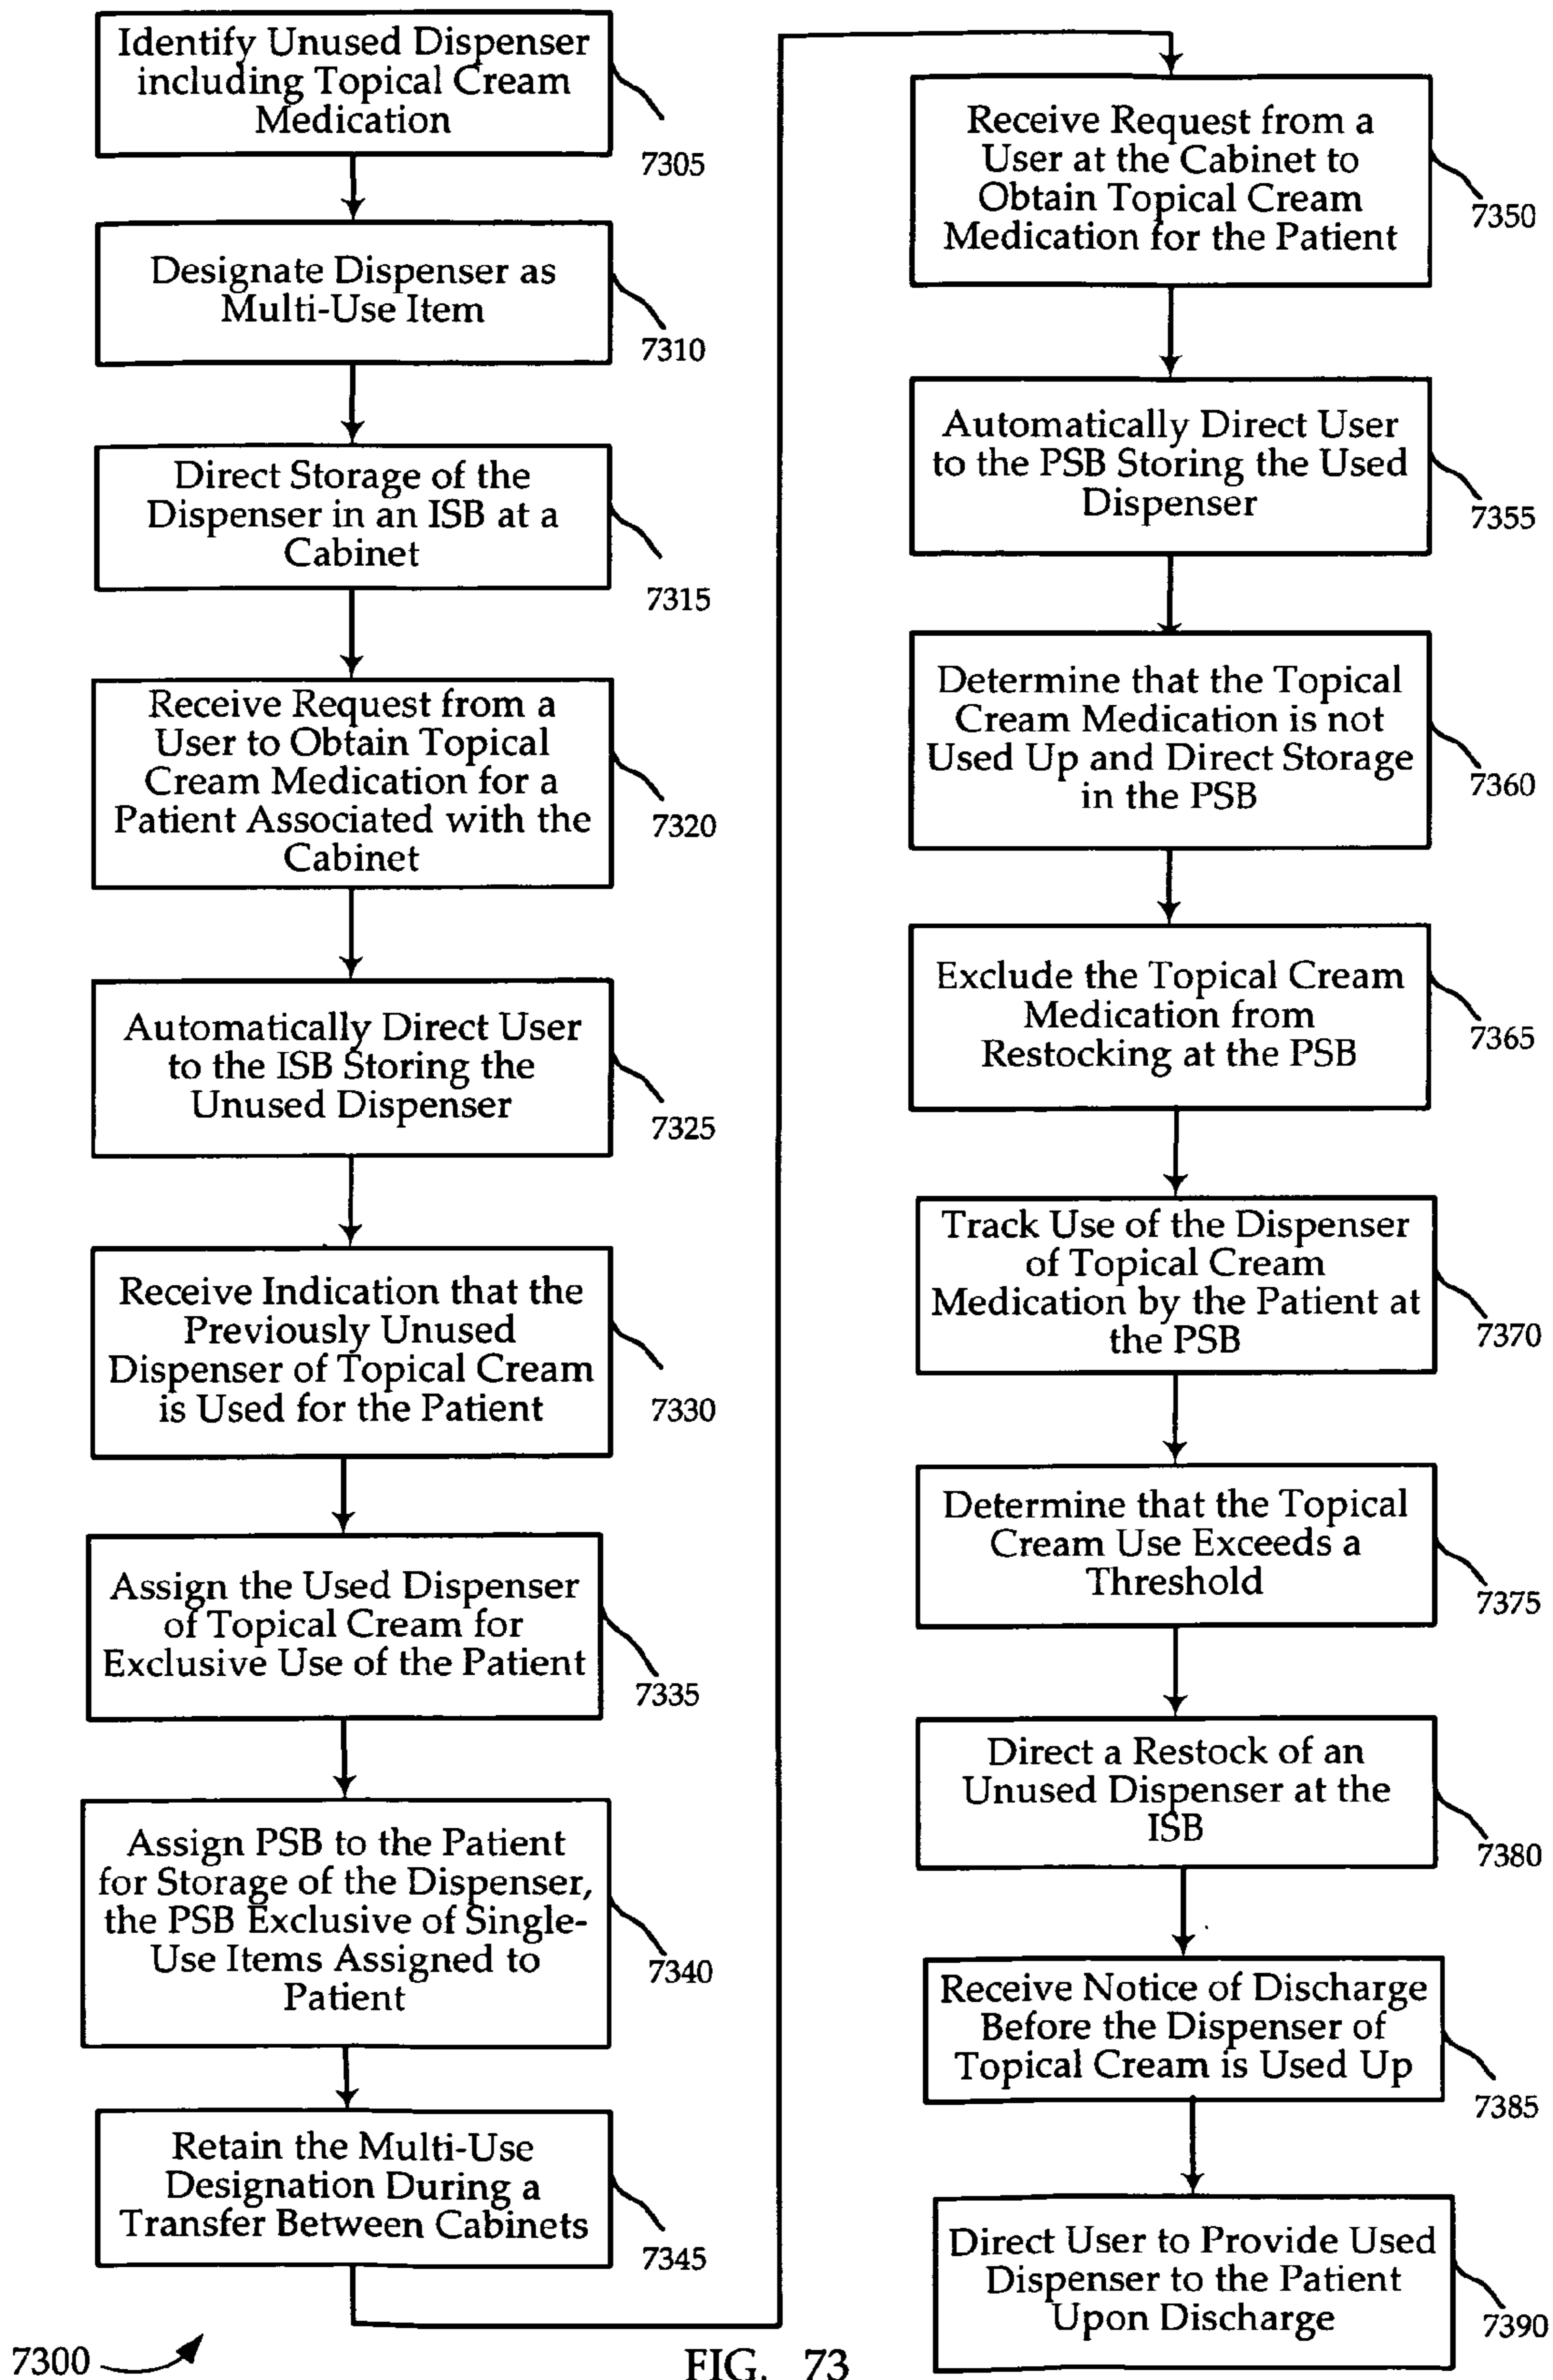 Identify Unused Dispenser
including Topical Cream
Medication
7305
Designate Dispenser as
Multi-Use Item
7310
Direct Storage of the
Dispenser in an ISB at a
Cabinet
7315
Receive Request from a
User to Obtain Topical
Cream Medication for a
Patient Associated with the
Cabinet
7320
Automatically Direct User
to the ISB Storing the
Unused Dispenser
7325
Receive Indication that the
Previously Unused
Dispenser of Topical Cream
is Used for the Patient
7330
Assign the Used Dispenser
of Topical Cream for
Exclusive Use of the Patient
7335
Assign PSB to the Patient
for Storage of the Dispenser,
the PSB Exclusive of Single-
Use Items Assigned to
Patient
7340
Retain the Multi-Use
Designation During a
Transfer Between Cabinets
7345
Receive Request from a
User at the Cabinet to
Obtain Topical Cream
Medication for the Patient
7350
Automatically Direct User
to the PSB Storing the Used
Dispenser
7355
Determine that the Topical
Cream Medication is not
Used Up and Direct Storage
in the PSB
7360
Exclude the Topical Cream
Medication from
Restocking at the PSB
7365
Track Use of the Dispenser
of Topical Cream
Medication by the Patient at
the PSB
7370
Determine that the Topical
Cream Use Exceeds a
Threshold
7375
Direct a Restock of an
Unused Dispenser at the
ISB
7380
Receive Notice of Discharge
Before the Dispenser of
Topical Cream is Used Up
7385
Direct User to Provide Used
Dispenser to the Patient
Upon Discharge
7390
7300
FIG. 73